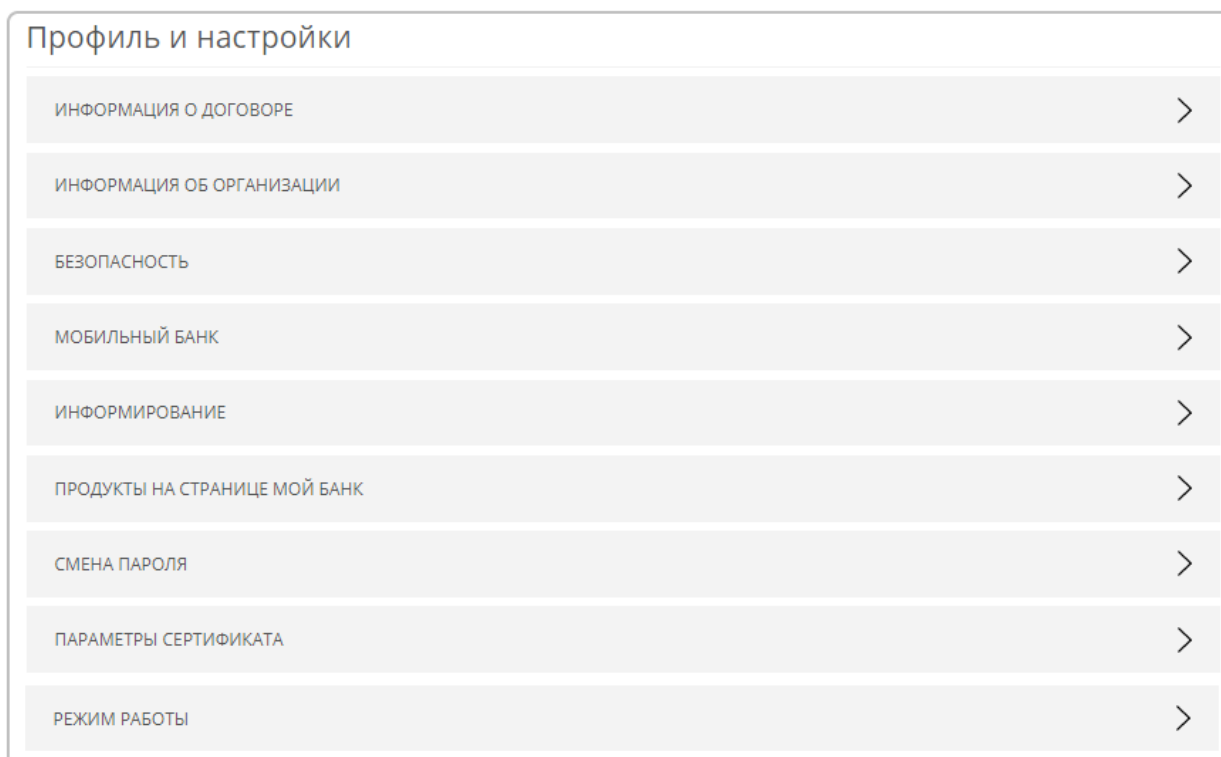 Профиль и настройки
ИНФОРМАЦИЯ О ДОГОВОРЕ
ИНФОРМАЦИЯ ОБ ОРГАНИЗАЦИИ
БЕЗОПАСНОСТЬ
МОБИЛЬНЫЙ БАНК
ИНФОРМИРОВАНИЕ
ПРОДУКТЫ НА СТРАНИЦЕ МОЙ БАНК
СМЕНА ПАРОЛЯ
ПАРАМЕТРЫ СЕРТИФИКАТА
РЕЖИМ РАБОТЫ